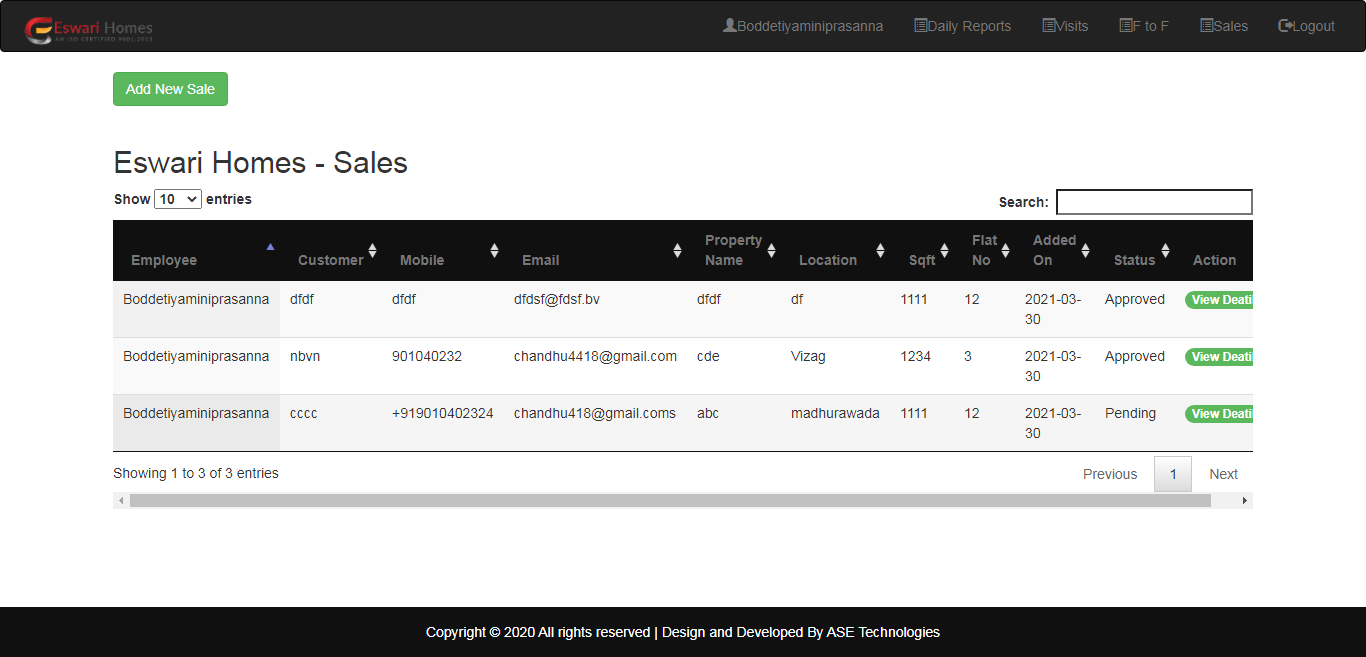 Eswari Homes
AN ISO CERTIFIED 9001:2015
Boddetiyaminiprasanna Daily Reports Visits F to F Sales Logout
Add New Sale
Eswari Homes - Sales
Show 10 entries Search:
Employee Customer Mobile Email Property Name Location Sqft Flat No Added On Status Action
Boddetiyaminiprasanna dfdf dfdf dfdsf@fdsf.bv dfdf df 1111 12 2021-03-30 Approved View Deati
Boddetiyaminiprasanna nbvn 901040232 chandhu4418@gmail.com cde Vizag 1234 3 2021-03-30 Approved View Deati
Boddetiyaminiprasanna cccc +919010402324 chandhu418@gmail.coms abc madhurawada 1111 12 2021-03-30 Pending View Deati
Showing 1 to 3 of 3 entries Previous 1 Next
Copyright © 2020 All rights reserved | Design and Developed By ASE Technologies